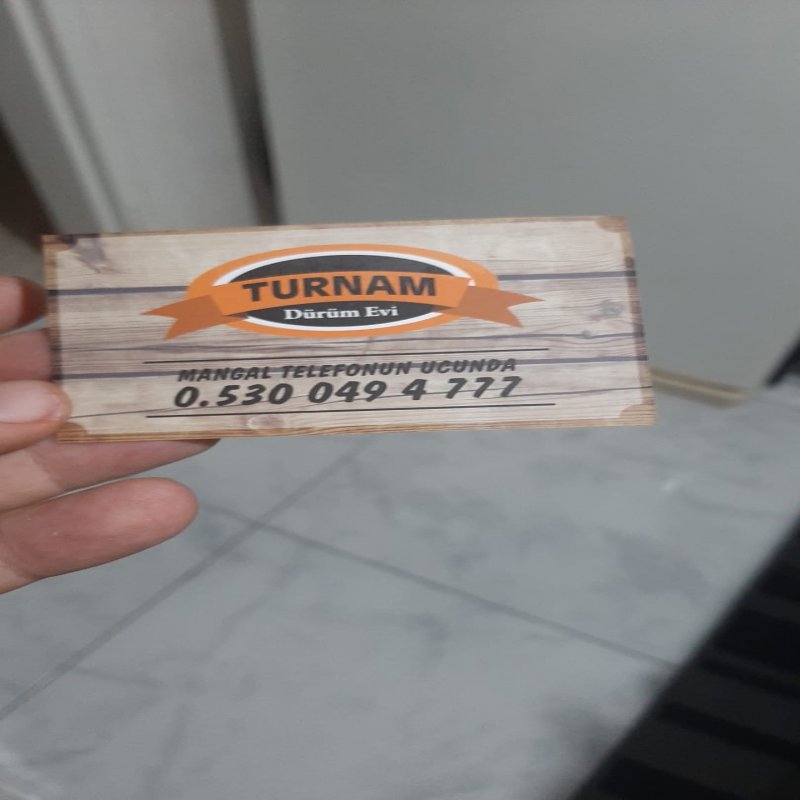 TURNAM
Dürüm Evi
MANGAL TELEFONUN UCUNDA
0.530 049 4 777